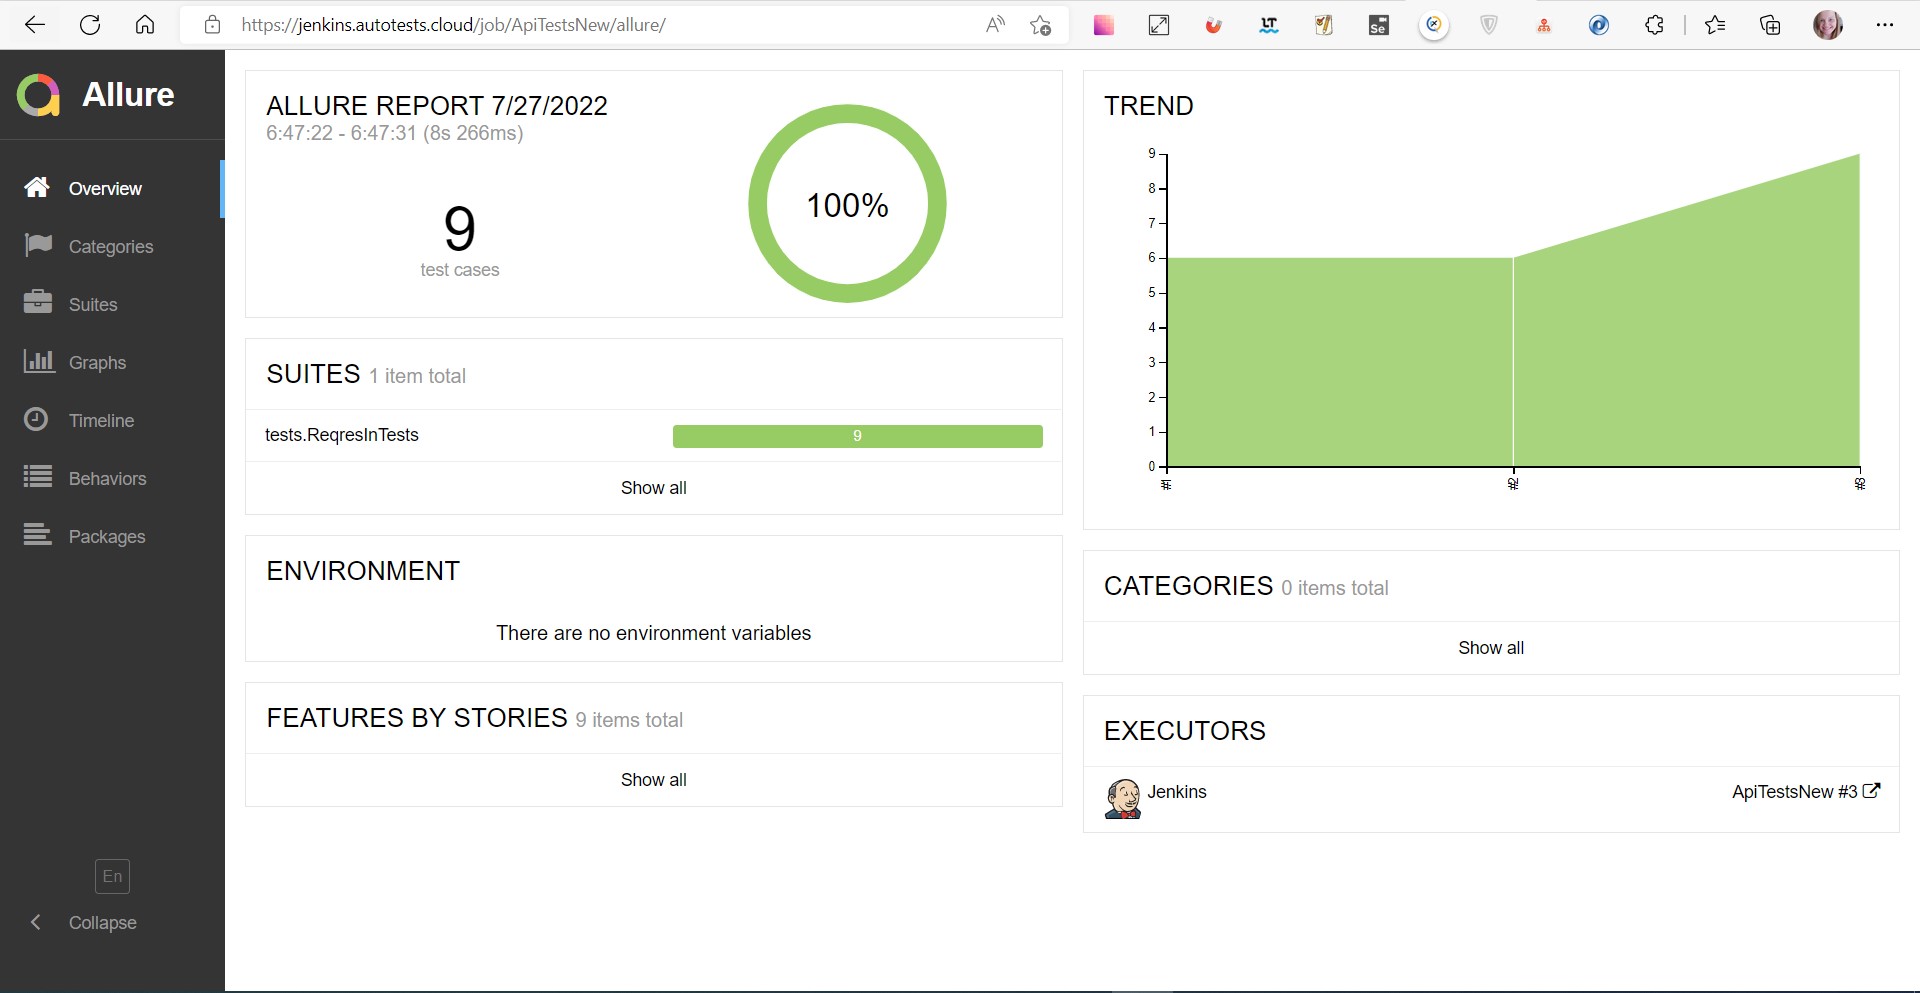 https://jenkins.autotests.cloud/job/ApiTestsNew/allure/
Allure
Overview
Categories
Suites
Graphs
Timeline
Behaviors
Packages
En
Collapse
ALLURE REPORT 7/27/2022
6:47:22 - 6:47:31 (8s 266ms)
9
test cases
100%
SUITES 1 item total
tests.ReqresInTests
9
Show all
ENVIRONMENT
There are no environment variables
FEATURES BY STORIES 9 items total
Show all
TREND
9
8
7
6
5
4
3
2
1
0
#1
#2
#3
CATEGORIES 0 items total
Show all
EXECUTORS
Jenkins
ApiTestsNew #3
LT
Se